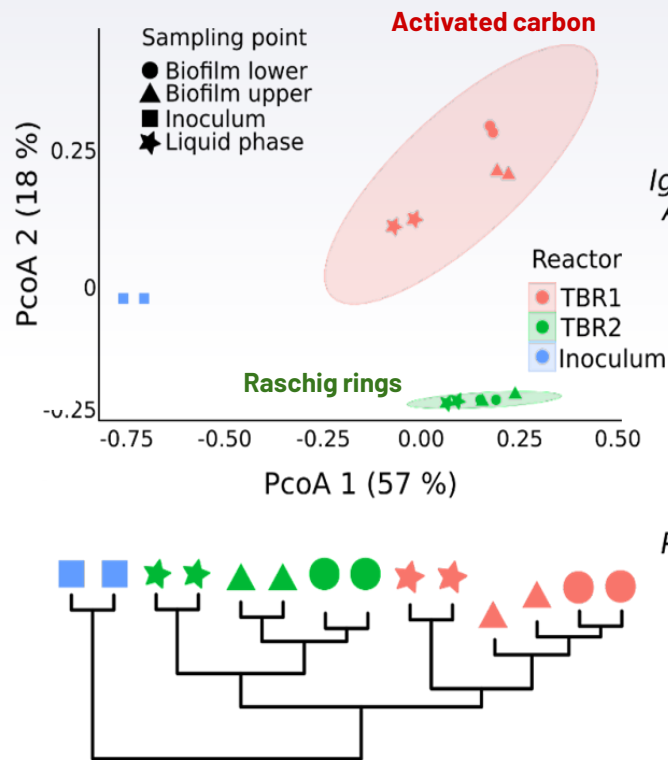 Activated carbon
Sampling point
Biofilm lower
Biofilm upper
Inoculum
Liquid phase
PcoA 2 (18 %)
0.25
0
Raschig rings
Reactor
TBR1
TBR2
Inoculum
-0.75
-0.50
-0.25
0.00
0.25
0.50
PcoA 1 (57 %)